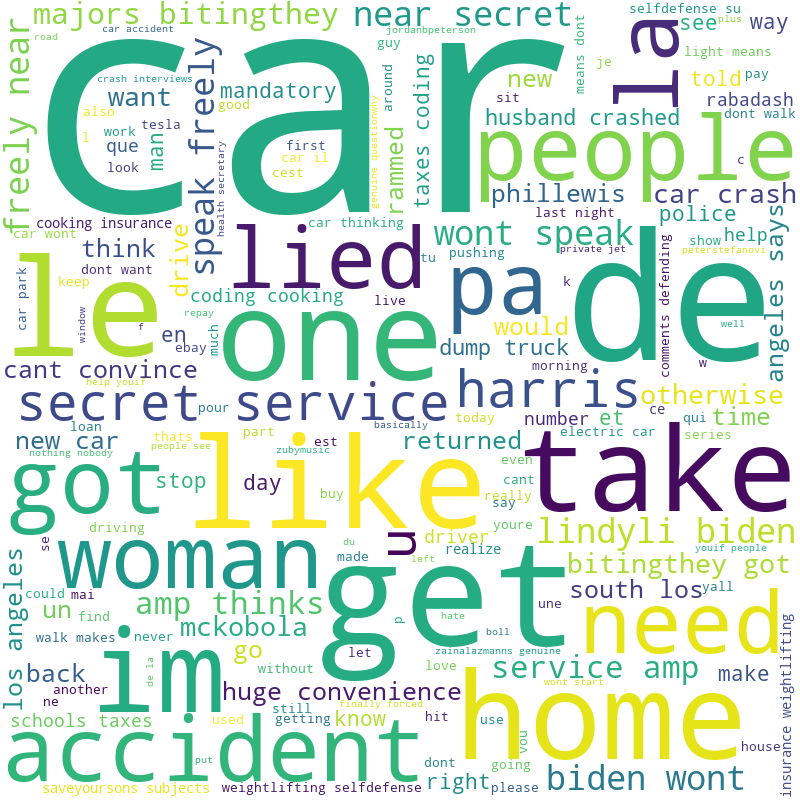 majors bitingthey
near secret
selfdefense su
road
car accident
jordanbpeterson
plus
car
la
see
way
guy
means dont
light means
crash interviews
want
mandatory
new
je
told
pay
freely near
also
good
around
sit
rabadash
l
work
tesla
speak freely
genuine questionwhy
rammed
taxes coding
husband crashed
dont walk
que
man
first
car il
people
look
cest
health secretary
phillewis
car crash
c
cooking insurance
drive
car thinking
last night
police
angeles says
car wont
think
lied
wont speak
private jet
show
help
peterstefanovi
le
dont want
tu
pushing
de
car park
keep
coding cooking
live
pa
k
comments defending
window
f
repay
one
would
well
en
much
ebay
dump truck
morning
w
cant convince
help youif
harris
otherwise
secret service
pour
today
number
et
ce
qui
time
loan
basically
new car
thats
part
returned
electric car
series
people see
est
zubymusic
nothing nobody
like
even
got
stop
day
cant
take
buy
really
say
youre
u
driving
du
driver
lindyli biden
se
woman
made
realize
left
youif people
los angeles
get
bitingthey got
could
mai
hate
south los
yall
un
find
amp thinks
p
une
need
walk makes
never
mckobola
boll
let
zainalazmanns genuine
insurance weightlifting
back
im
de la
go
without
love
service amp
make
another
ne
huge convenience
wont start
home
schools taxes
used
still
finally forced
getting
know
hit
use
you
house
accident
put
dont
going
saveyoursons subjects
weightlifting selfdefense
right
please
biden wont